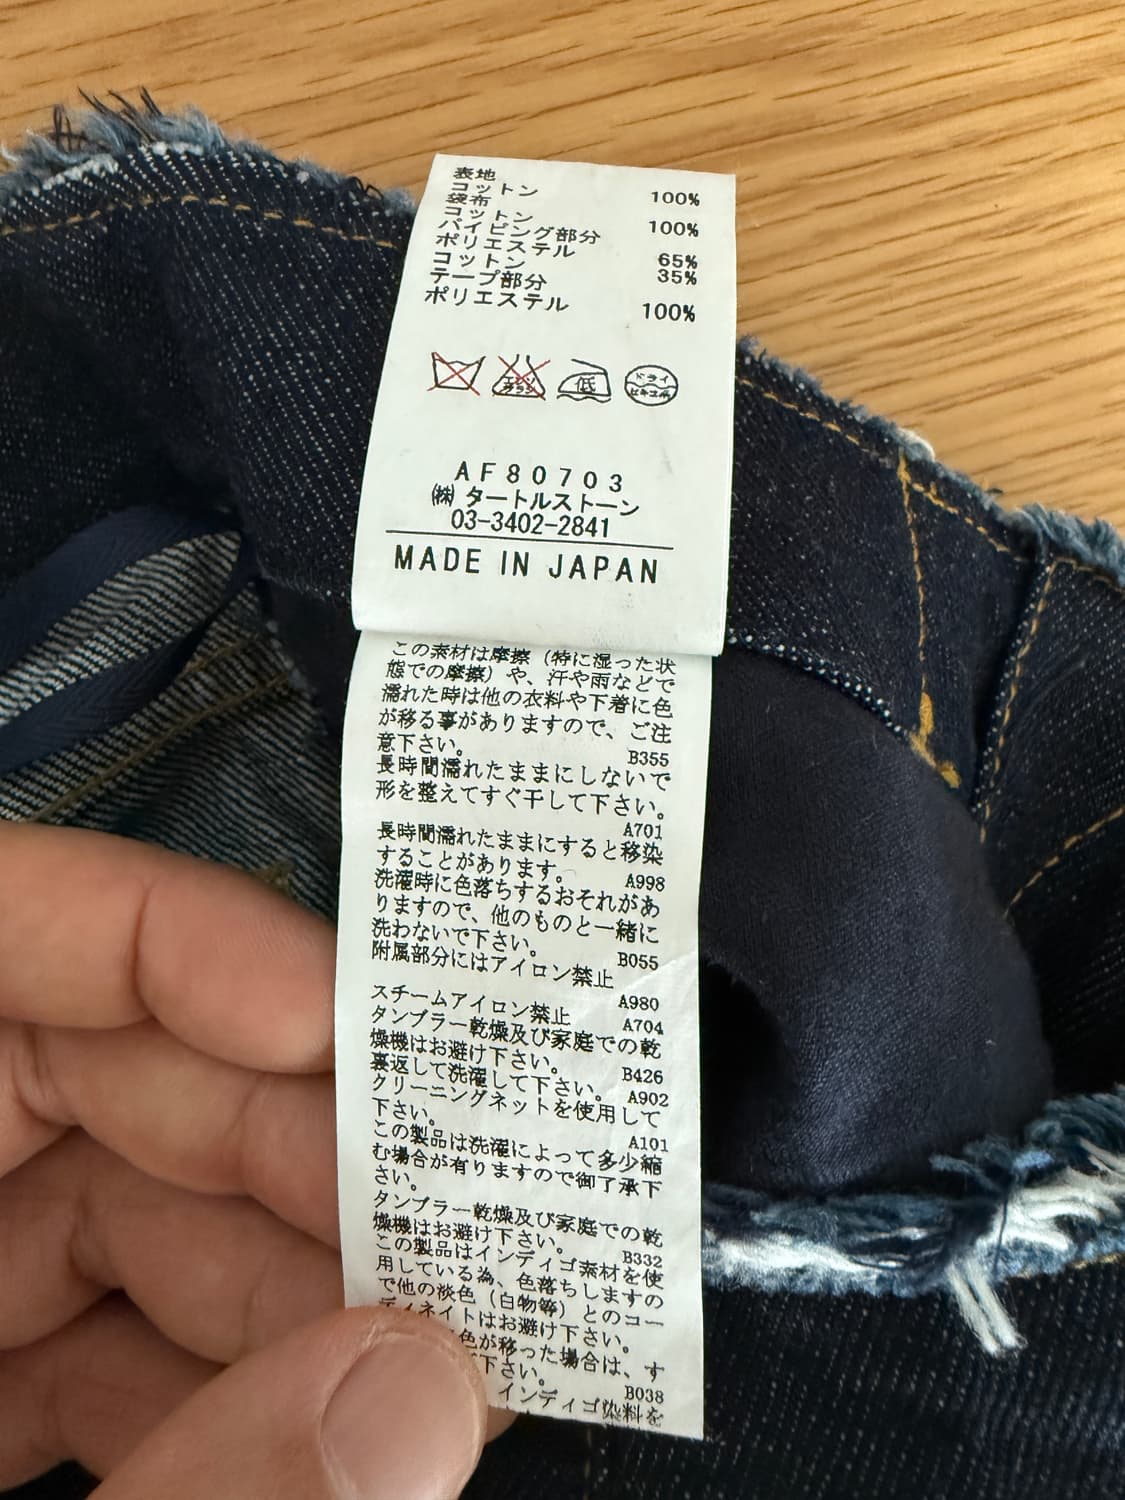 表地
コットン 100%
袋布
コットン 100%
パイピング部分
ポリエステル 65%
コットン 35%
テープ部分
ポリエステル 100%
エンソ
サラシ
低
ドライ
セキユ系
AF80703
㈱ タートルストーン
03-3402-2841
MADE IN JAPAN
この素材は摩擦（特に湿った状
態での摩擦）や、汗や雨などで
濡れた時は他の衣料や下着に色
が移る事がありますので、ご注
意下さい。
B355
長時間濡れたままにしないで
形を整えてすぐ干して下さい。
A701
長時間濡れたままにすると移染
することがあります。
A998
洗濯時に色落ちするおそれがあ
りますので、他のものと一緒に
洗わないで下さい。
B055
附属部分にはアイロン禁止
A980
スチームアイロン禁止
A704
タンブラー乾燥及び家庭での乾
燥機はお避け下さい。
B426
裏返して洗濯して下さい。
A902
クリーニングネットを使用して
下さい。
A101
この製品は洗濯によって多少縮
む場合が有りますので御了承下
さい。
タンブラー乾燥及び家庭での乾
燥機はお避け下さい。
B332
この製品はインディゴ素材を使
用している為、色落ちしますの
で他の淡色（白物等）とのコー
ディネイトはお避け下さい。
色が移った場合は、す
下さい。
B038
インディゴ染料を